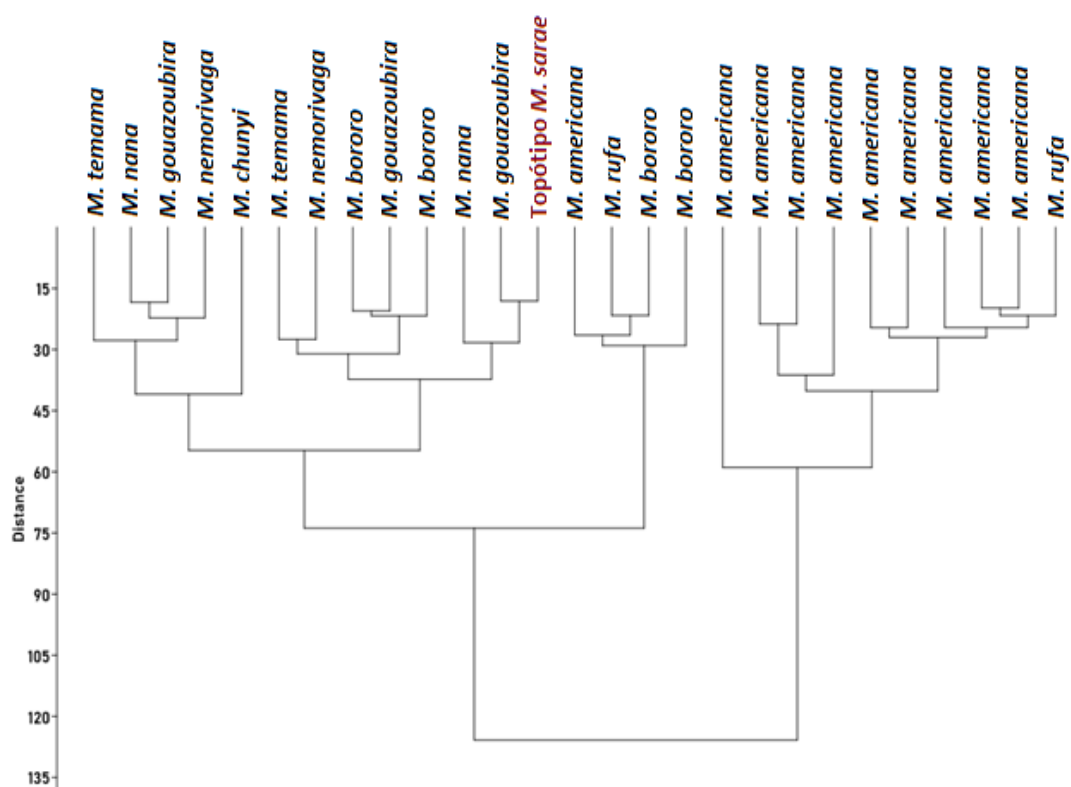 M. temama
M. nana
M. gouazoubira
M. nemorivaga
M. chunyi
M. temama
M. nemorivaga
M. bororo
M. gouazoubira
M. bororo
M. nana
M. gouazoubira
Topótipo M. sarae
M. americana
M. rufa
M. bororo
M. bororo
M. americana
M. americana
M. americana
M. americana
M. americana
M. americana
M. americana
M. americana
M. americana
M. rufa
15
30
45
60
75
90
105
120
135
Distance